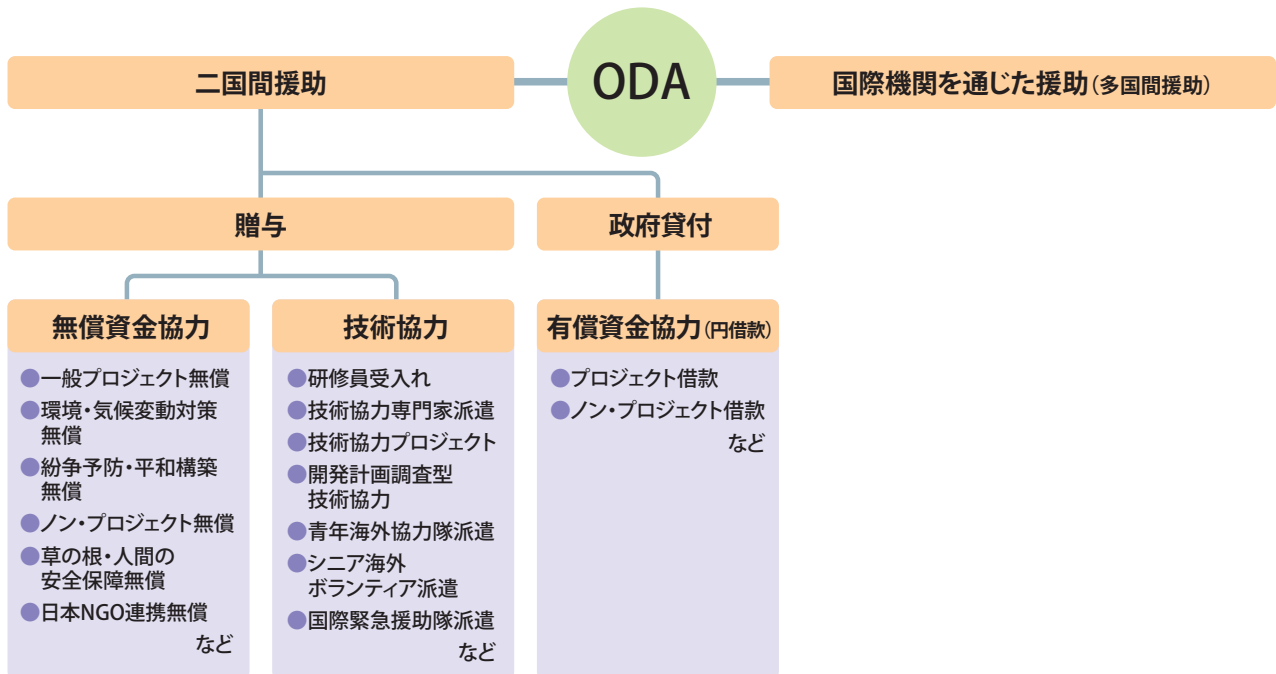 ODA
二国間援助
国際機関を通じた援助（多国間援助）
贈与
政府貸付
無償資金協力
●一般プロジェクト無償
●環境・気候変動対策
無償
●紛争予防・平和構築
無償
●ノン・プロジェクト無償
●草の根・人間の
安全保障無償
●日本NGO連携無償
など
技術協力
●研修員受入れ
●技術協力専門家派遣
●技術協力プロジェクト
●開発計画調査型
技術協力
●青年海外協力隊派遣
●シニア海外
ボランティア派遣
●国際緊急援助隊派遣
など
有償資金協力（円借款）
●プロジェクト借款
●ノン・プロジェクト借款
など